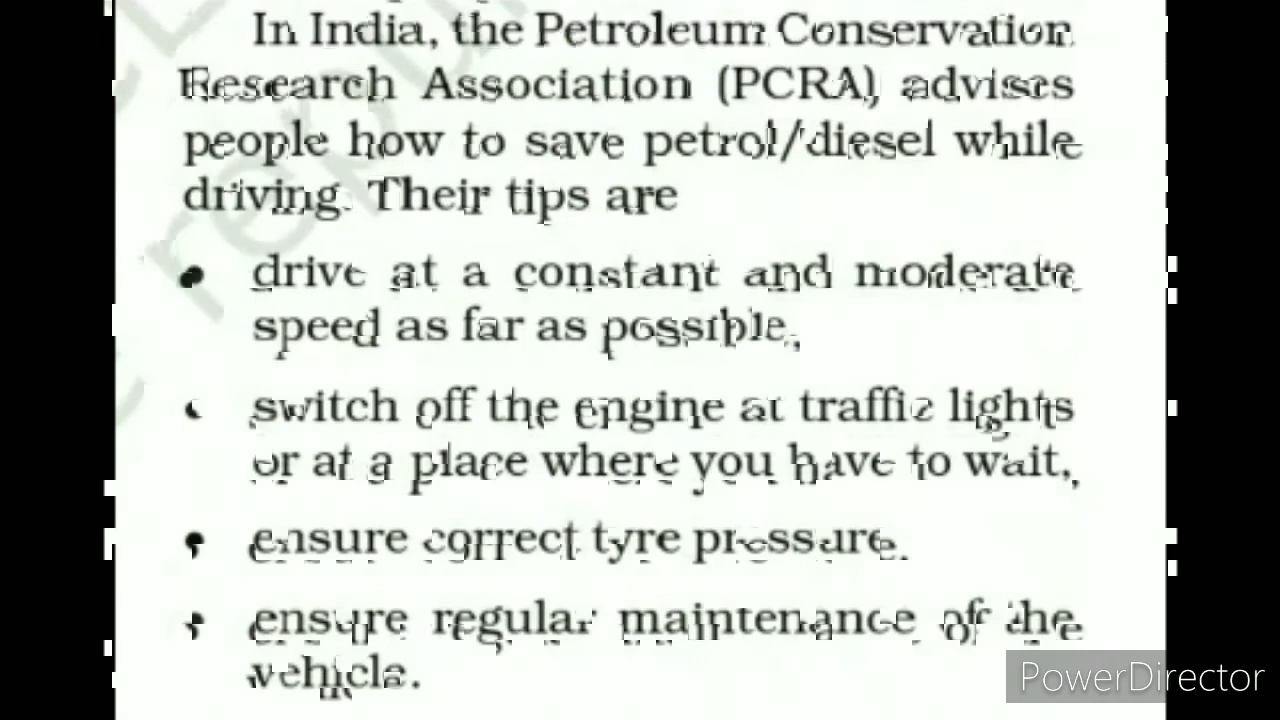 In India, the Petroleum Conservation
Research Association (PCRA) advises
people how to save petrol/diesel while
driving. Their tips are
• drive at a constant and moderate
speed as far as possible,
• switch off the engine at traffic lights
or at a place where you have to wait,
• ensure correct tyre pressure.
• ensure regular maintenance of the
vehicle.
PowerDirector